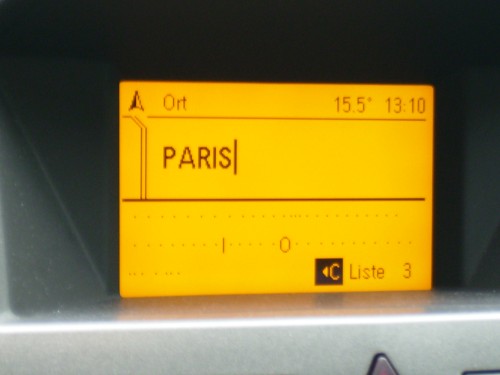 Ort 15.5° 13:10
PARIS
I O
C Liste 3